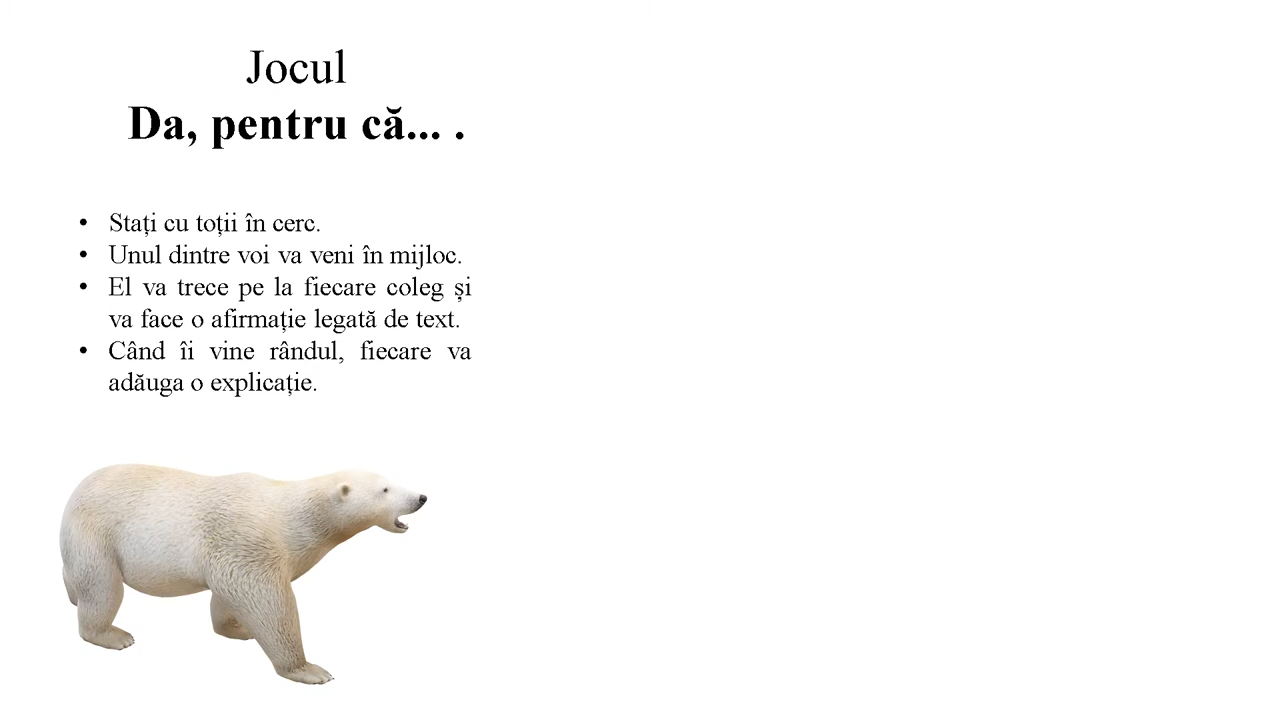 Jocul
Da, pentru că... .
• Stați cu toții în cerc.
• Unul dintre voi va veni în mijloc.
• El va trece pe la fiecare coleg și
va face o afirmație legată de text.
• Când îi vine rândul, fiecare va
adăuga o explicație.